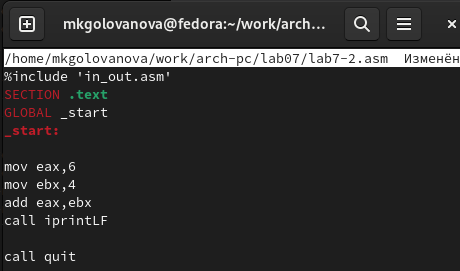 mkgolovanova@fedora:~/work/arch...
/home/mkgolovanova/work/arch-pc/lab07/lab7-2.asm Изменён
%include 'in_out.asm'
SECTION .text
GLOBAL _start
_start:
mov eax,6
mov ebx,4
add eax,ebx
call iprintLF
call quit